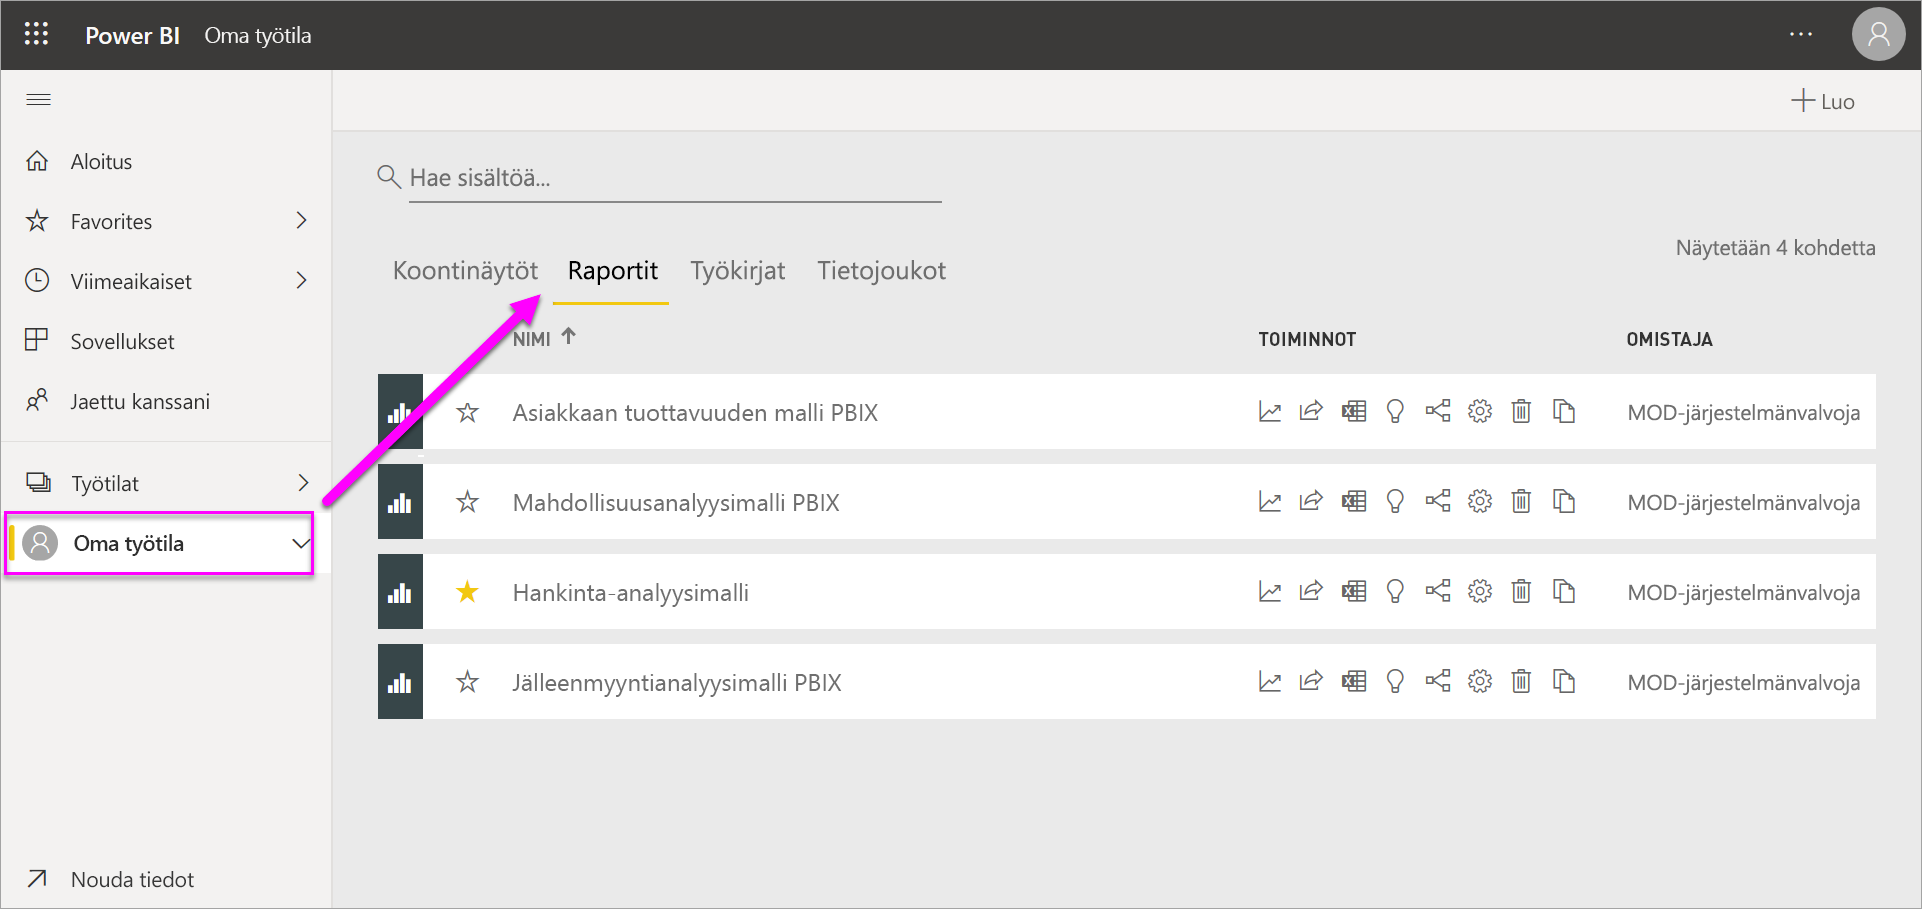 Power BI Oma työtila
Luo
Aloitus
Favorites
Viimeaikaiset
Sovellukset
Jaettu kanssani
Työtilat
Oma työtila
Nouda tiedot
Hae sisältöä...
Näytetään 4 kohdetta
Koontinäytöt Raportit Työkirjat Tietojoukot
NIMI TOIMINNOT OMISTAJA
Asiakkaan tuottavuuden malli PBIX MOD-järjestelmänvalvoja
Mahdollisuusanalyysimalli PBIX MOD-järjestelmänvalvoja
Hankinta-analyysimalli MOD-järjestelmänvalvoja
Jälleenmyyntianalyysimalli PBIX MOD-järjestelmänvalvoja